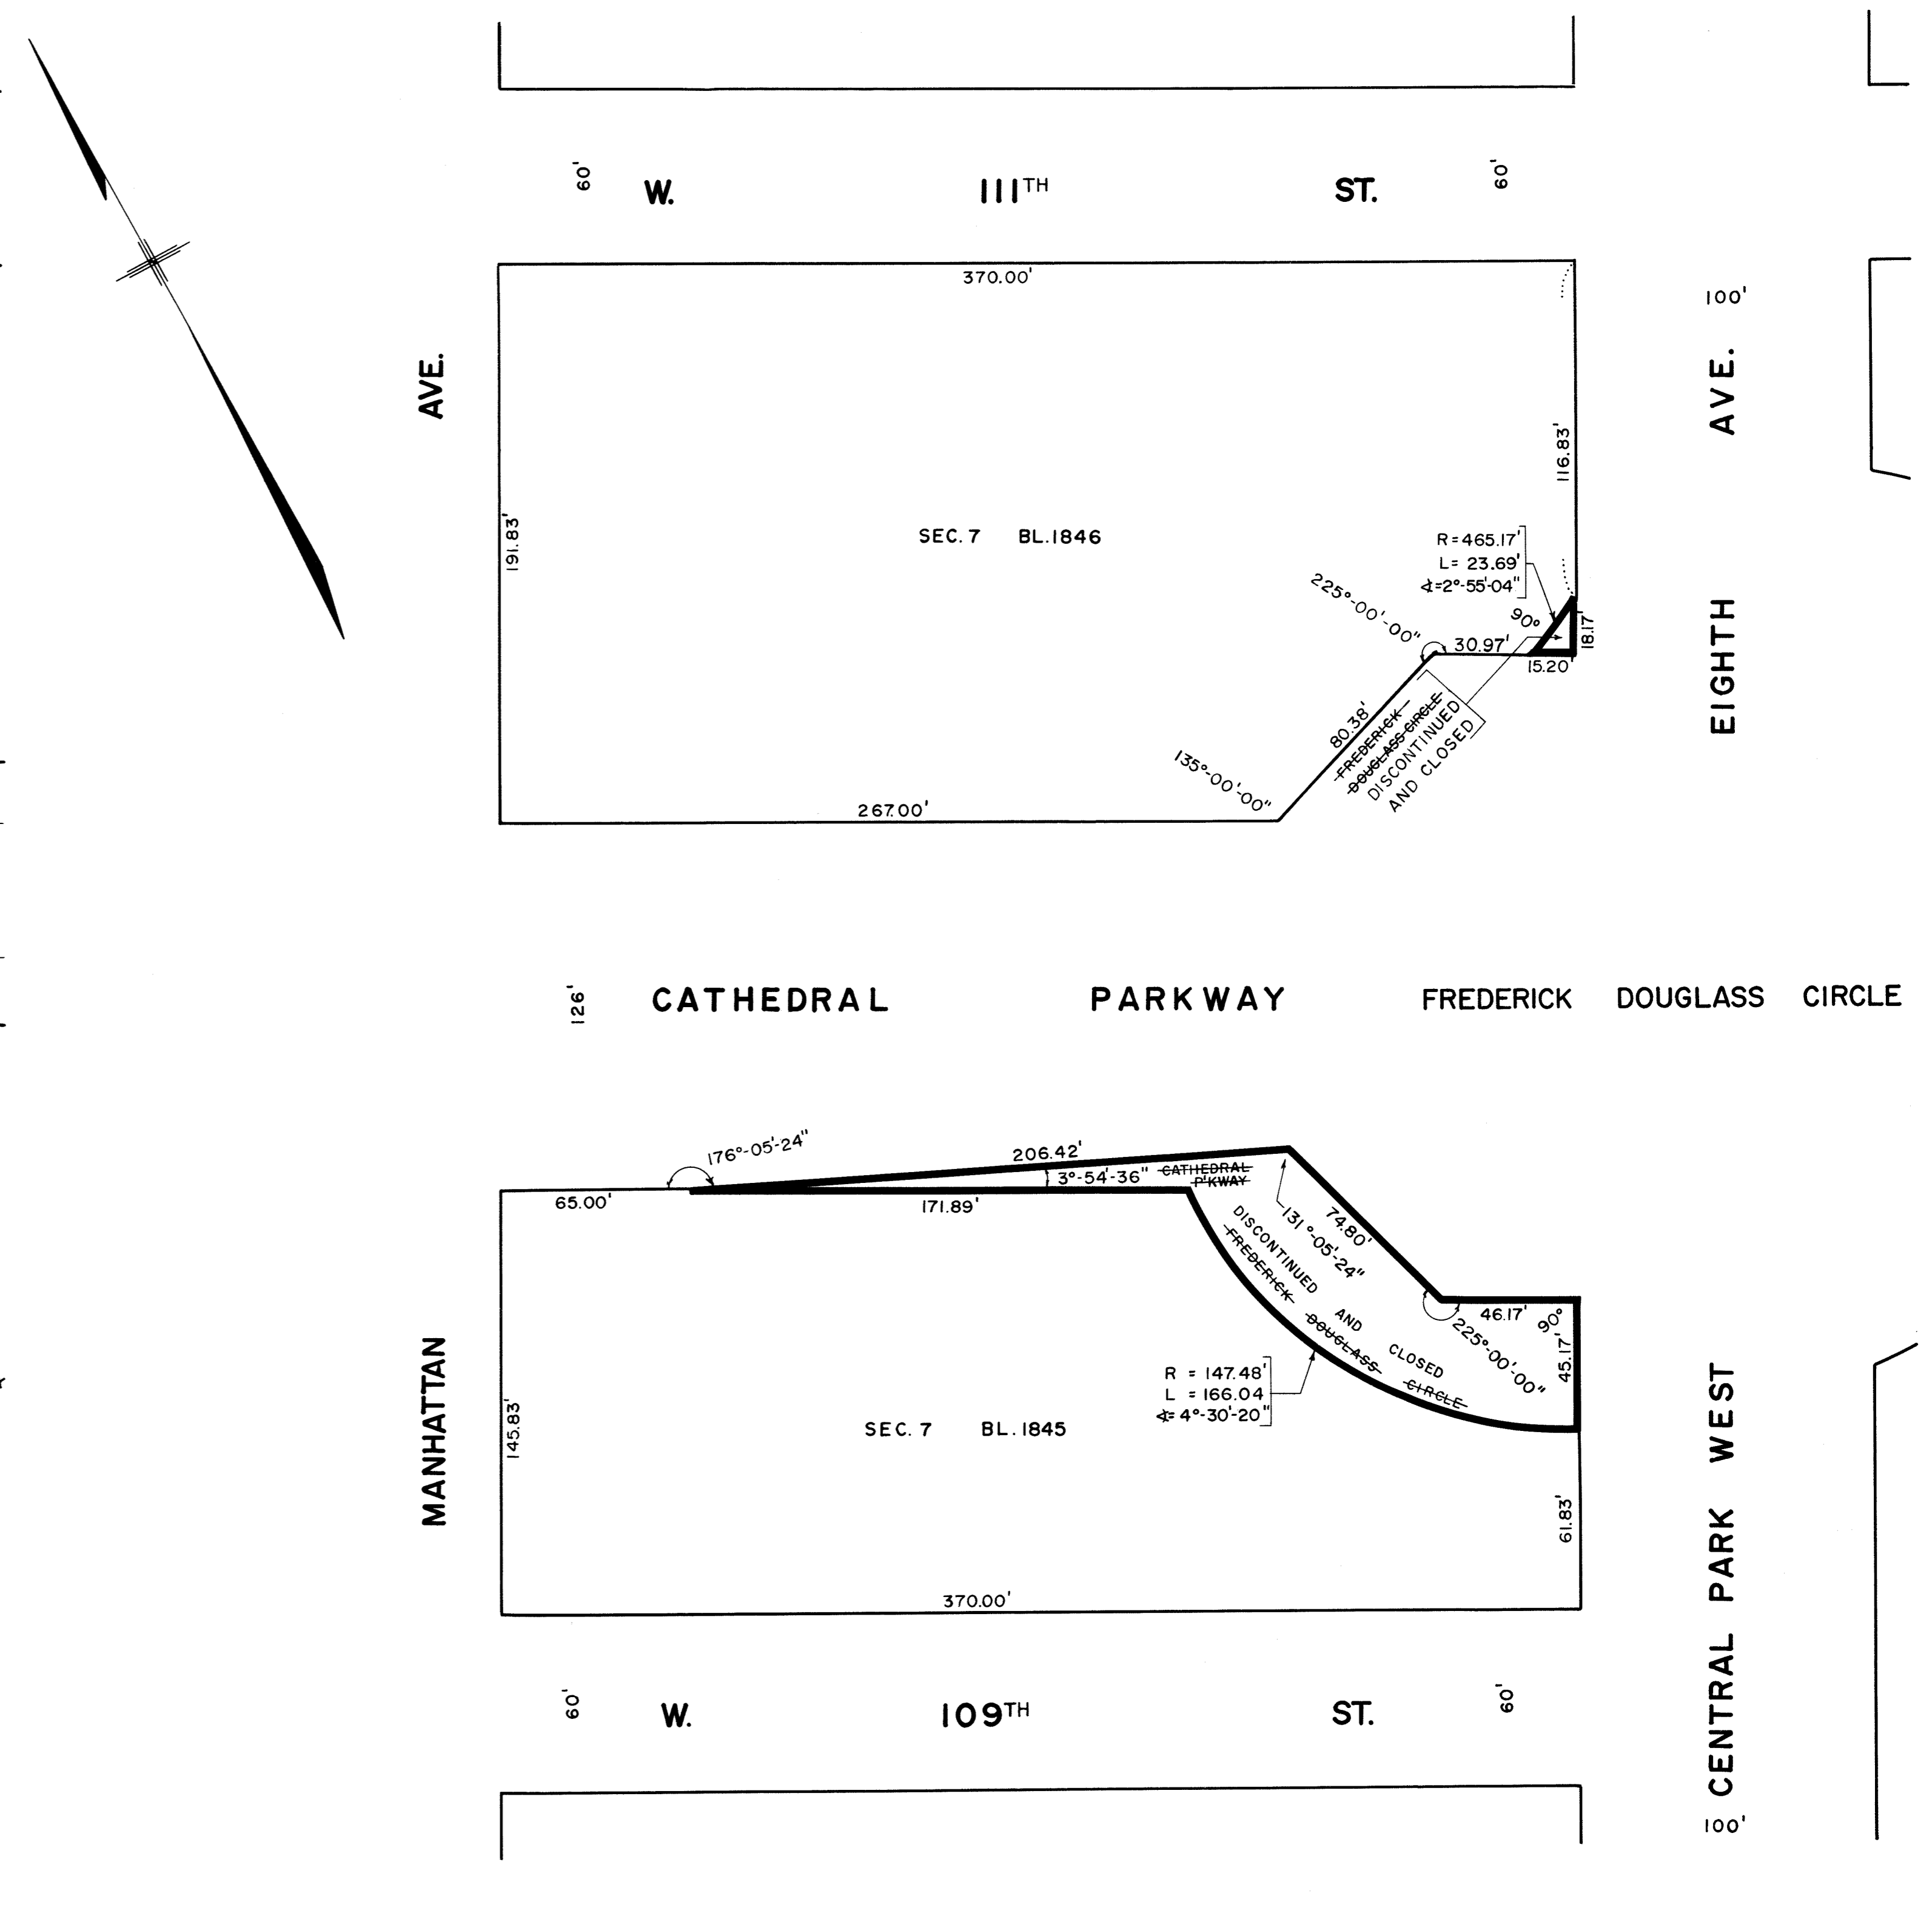 60'
W. 111TH ST.
60'
370.00'
100'
AVE.
AVE.
116.83'
191.83'
SEC. 7 BL. 1846
R=465.17'
L= 23.69'
∢=2°-55'-04"
225°-00'-00"
90°
30.97'
18.17'
15.20'
EIGHTH
80.38'
FREDERICK
DOUGLASS CIRCLE
DISCONTINUED
AND CLOSED
135°-00'-00"
267.00'
126'
CATHEDRAL PARKWAY FREDERICK DOUGLASS CIRCLE
176°-05'-24"
206.42'
3°-54'-36"
CATHEDRAL
P'KWAY
65.00'
171.89'
74.80'
131°-05'-24"
DISCONTINUED AND CLOSED
FREDERICK DOUGLASS CIRCLE
46.17'
90°
225°-00'-00"
45.17'
R = 147.48'
L = 166.04
∢= 4°-30'-20"
MANHATTAN
145.83'
SEC. 7 BL. 1845
61.83'
370.00'
CENTRAL PARK WEST
60'
W. 109TH ST.
60'
100'